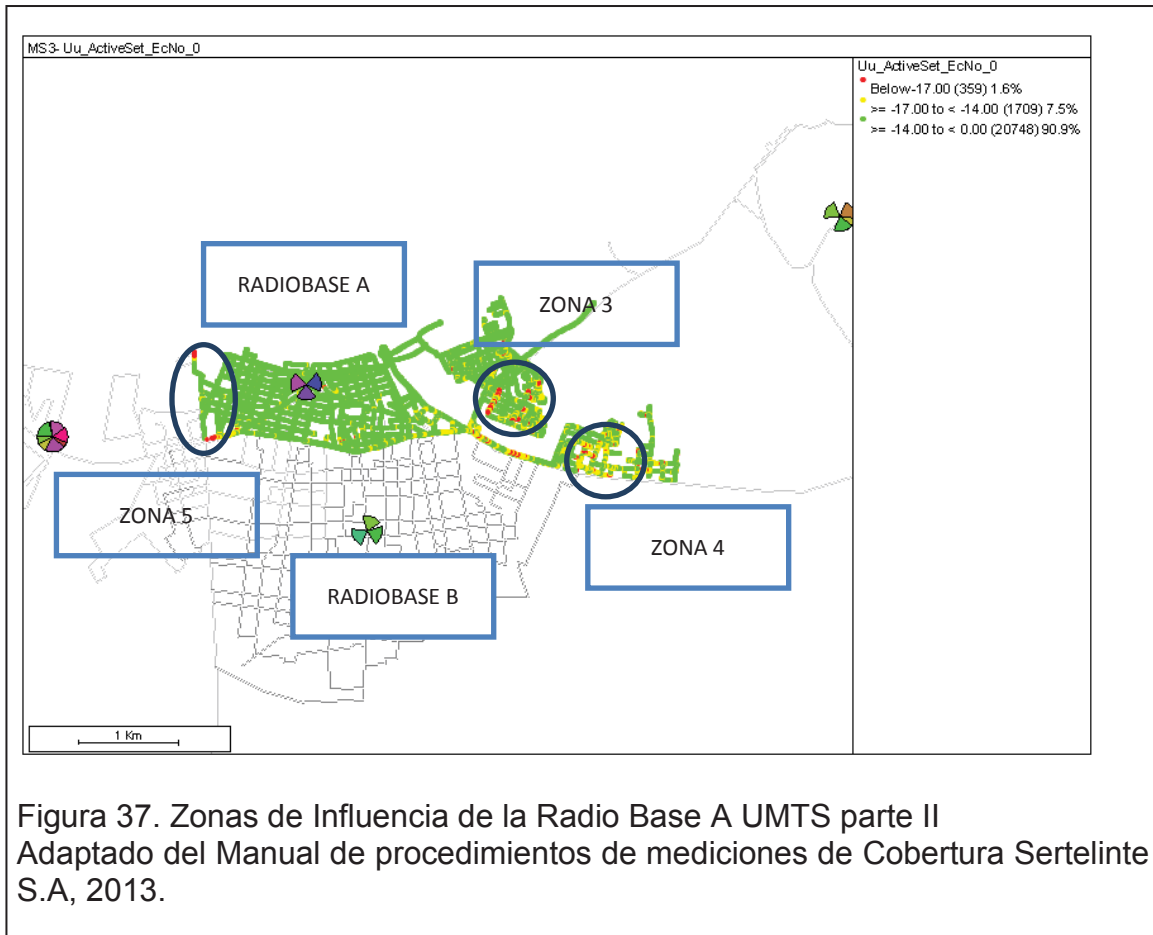 MS3- Uu_ActiveSet_EcNo_0
Uu_ActiveSet_EcNo_0
Below-17.00 (359) 1.6%
>= -17.00 to < -14.00 (1709) 7.5%
>= -14.00 to < 0.00 (20748) 90.9%
RADIOBASE A
ZONA 3
ZONA 5
ZONA 4
RADIOBASE B
1 Km
Figura 37. Zonas de Influencia de la Radio Base A UMTS parte II
Adaptado del Manual de procedimientos de mediciones de Cobertura Sertelinte
S.A, 2013.